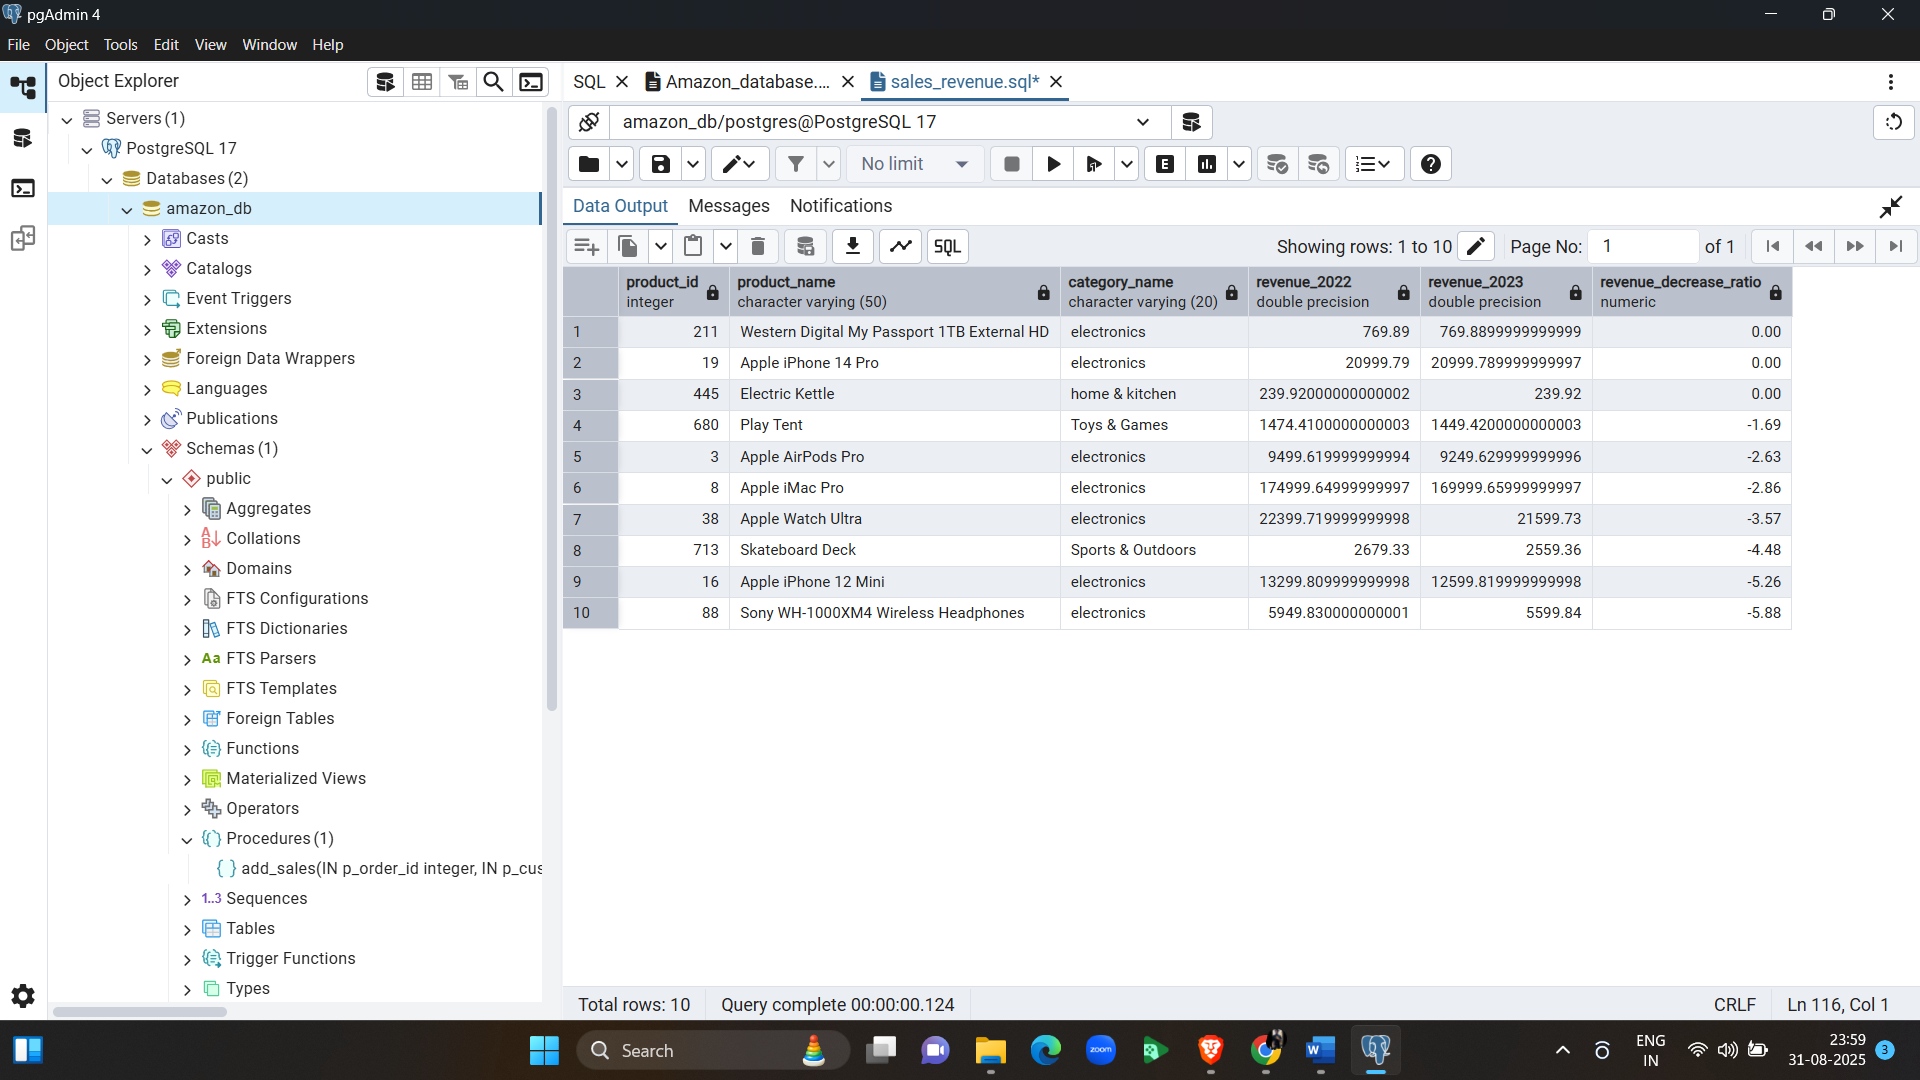 pgAdmin 4
File Object Tools Edit View Window Help
Object Explorer
Servers (1)
PostgreSQL 17
Databases (2)
amazon_db
Casts
Catalogs
Event Triggers
Extensions
Foreign Data Wrappers
Languages
Publications
Schemas (1)
public
Aggregates
Collations
Domains
FTS Configurations
FTS Dictionaries
Aa FTS Parsers
FTS Templates
Foreign Tables
Functions
Materialized Views
Operators
Procedures (1)
add_sales(IN p_order_id integer, IN p_cus
1..3 Sequences
Tables
Trigger Functions
Types
SQL Amazon_database.... sales_revenue.sql*
amazon_db/postgres@PostgreSQL 17
No limit E
Data Output Messages Notifications
SQL Showing rows: 1 to 10 Page No: 1 of 1
product_id product_name category_name revenue_2022 revenue_2023 revenue_decrease_ratio
integer character varying (50) character varying (20) double precision double precision numeric
1 211 Western Digital My Passport 1TB External HD electronics 769.89 769.8899999999999 0.00
2 19 Apple iPhone 14 Pro electronics 20999.79 20999.789999999997 0.00
3 445 Electric Kettle home & kitchen 239.92000000000002 239.92 0.00
4 680 Play Tent Toys & Games 1474.4100000000003 1449.4200000000003 -1.69
5 3 Apple AirPods Pro electronics 9499.619999999994 9249.629999999996 -2.63
6 8 Apple iMac Pro electronics 174999.64999999997 169999.65999999997 -2.86
7 38 Apple Watch Ultra electronics 22399.719999999998 21599.73 -3.57
8 713 Skateboard Deck Sports & Outdoors 2679.33 2559.36 -4.48
9 16 Apple iPhone 12 Mini electronics 13299.809999999998 12599.819999999998 -5.26
10 88 Sony WH-1000XM4 Wireless Headphones electronics 5949.830000000001 5599.84 -5.88
Total rows: 10 Query complete 00:00:00.124 CRLF Ln 116, Col 1
Search
zoom
W
ENG
IN
23:59
31-08-2025
3